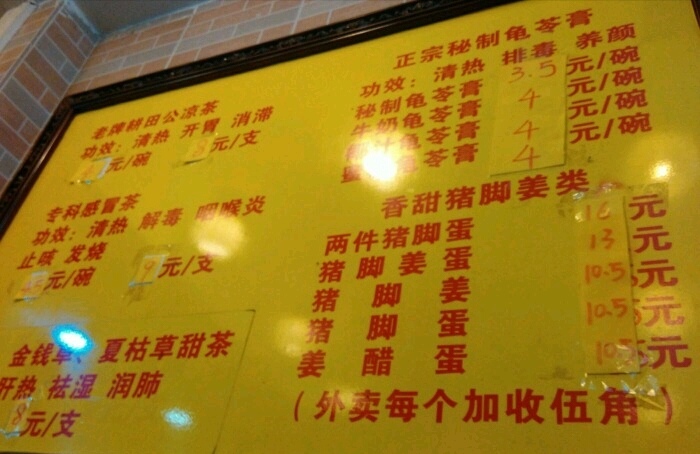 老牌耕田公凉茶
功效：清热 开胃 消滞
元/碗 8元/支
专科感冒茶
功效：清热 解毒 咽喉炎
止咳 发烧
元/碗 9元/支
金钱草、夏枯草甜茶
肝热 祛湿 润肺
8元/支
正宗秘制龟苓膏
功效：清热 排毒 养颜
秘制龟苓膏 3.5元/碗
牛奶龟苓膏 4元/碗
龟苓膏 4元/碗
龟苓膏 4元/碗
香甜猪脚姜类
两件猪脚蛋 16元
猪脚姜蛋 13元
猪脚姜 10.5元
猪脚蛋 10.5元
姜醋蛋 10.5元
（外卖每个加收伍角）